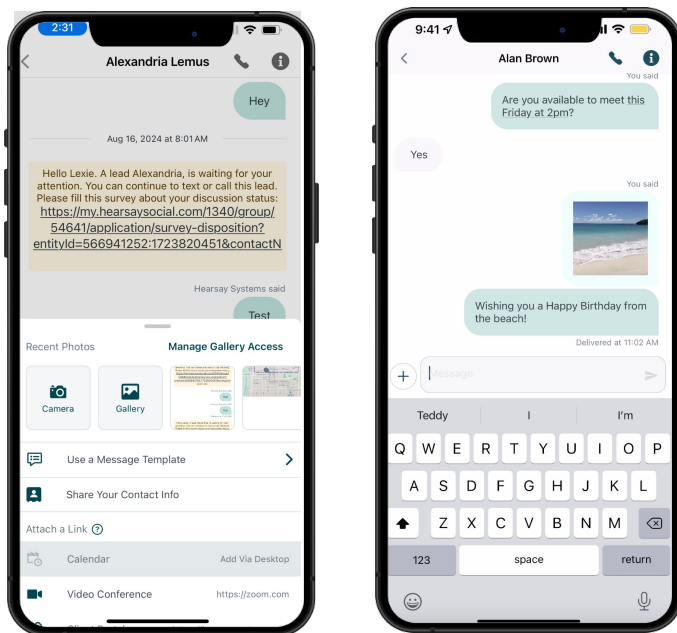 2:31
Alexandria Lemus
Hey
Aug 16, 2024 at 8:01 AM
Hello Lexie. A lead Alexandria, is waiting for your
attention. You can continue to text or call this lead.
Please fill this survey about your discussion status:
https://my.hearsaysocial.com/1340/group/
54641/application/survey-disposition?
entityId=566941252:1723820451&contactN
Hearsay Systems said
Test
Recent Photos
Manage Gallery Access
Camera
Gallery
Use a Message Template
Share Your Contact Info
Attach a Link ?
Calendar
Add Via Desktop
Video Conference
https://zoom.com
9:41
Alan Brown
You said
Are you available to meet this
Friday at 2pm?
Yes
You said
Wishing you a Happy Birthday from
the beach!
Delivered at 11:02 AM
Message
Teddy
I
I'm
Q W E R T Y U I O P
A S D F G H J K L
Z X C V B N M
123
space
return